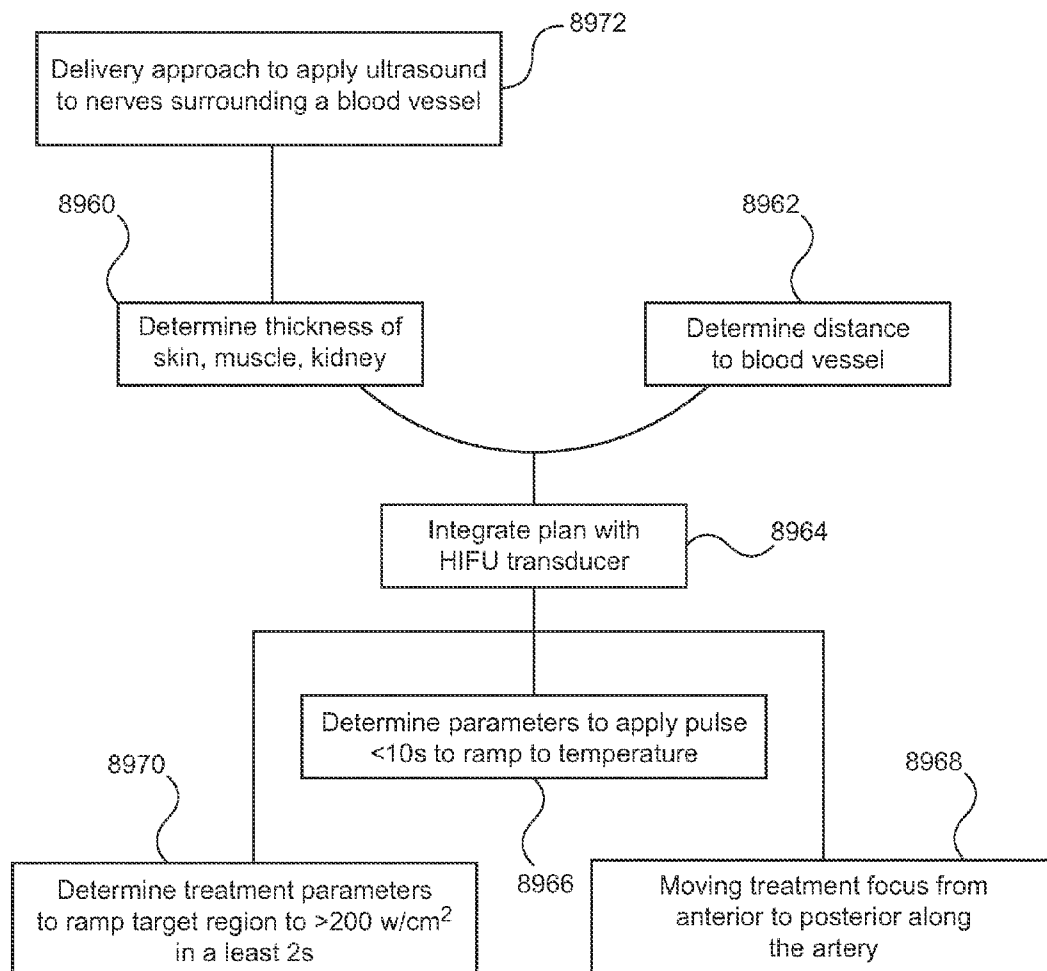 8972
Delivery approach to apply ultrasound
to nerves surrounding a blood vessel
8960
8962
Determine thickness of
skin, muscle, kidney
Determine distance
to blood vessel
Integrate plan with
HIFU transducer
8964
Determine parameters to apply pulse
<10s to ramp to temperature
8970
8968
8966
Determine treatment parameters
to ramp target region to >200 w/cm²
in a least 2s
Moving treatment focus from
anterior to posterior along
the artery